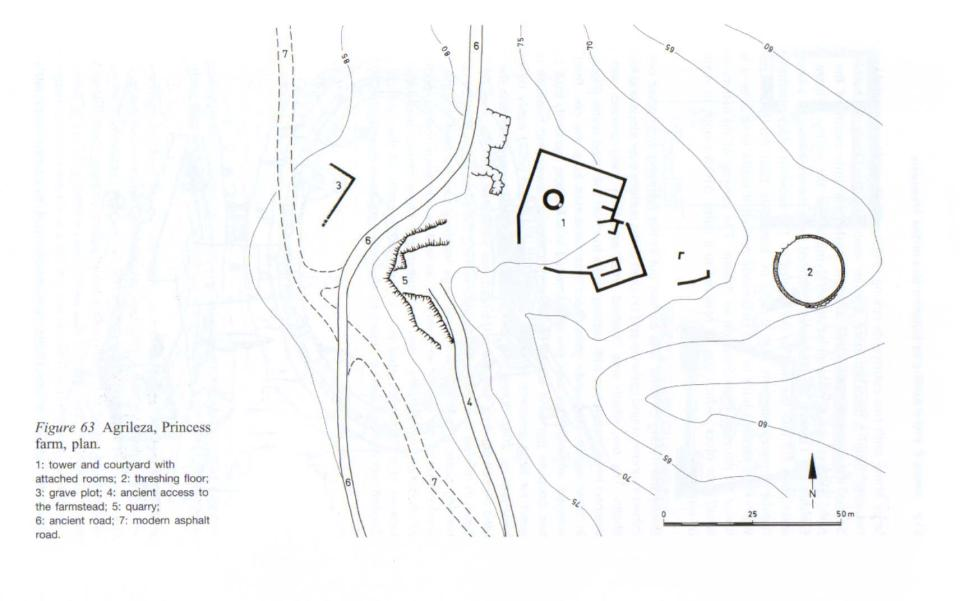 7
85
80
6
75
70
65
60
3
1
6
2
5
4
60
65
70
7
6
75
Figure 63 Agrileza, Princess
farm, plan.
1: tower and courtyard with
attached rooms; 2: threshing floor;
3: grave plot; 4: ancient access to
the farmstead; 5: quarry;
6: ancient road; 7: modern asphalt
road.
N
0 25 50 m